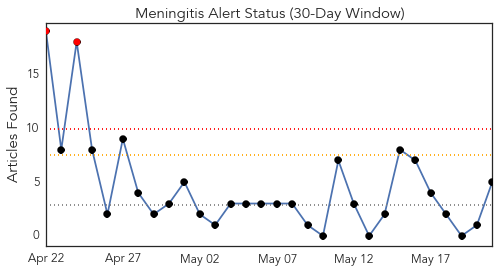 Meningitis Alert Status (30-Day Window)
Articles Found
15
10
5
0
Apr 22
Apr 27
May 02
May 07
May 12
May 17